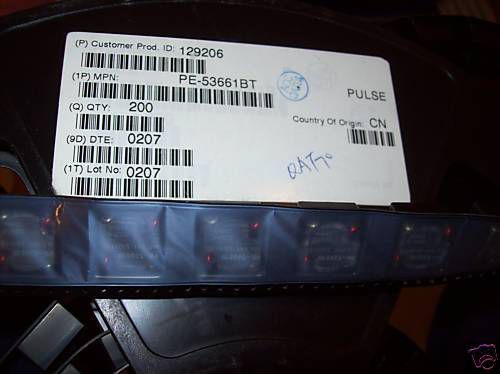 (P) Customer Prod. ID: 129206
(1P) MPN: PE-53661BT
PULSE
(Q) QTY: 200
Country Of Origin: CN
(9D) DTE: 0207
(1T) Lot No: 0207